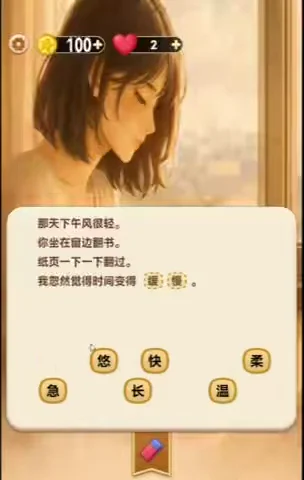 100+
2 +
那天下午风很轻。
你坐在窗边翻书。
纸页一下一下翻过。
我忽然觉得时间变得 缓 慢 。
悠 快 柔
急 长 温